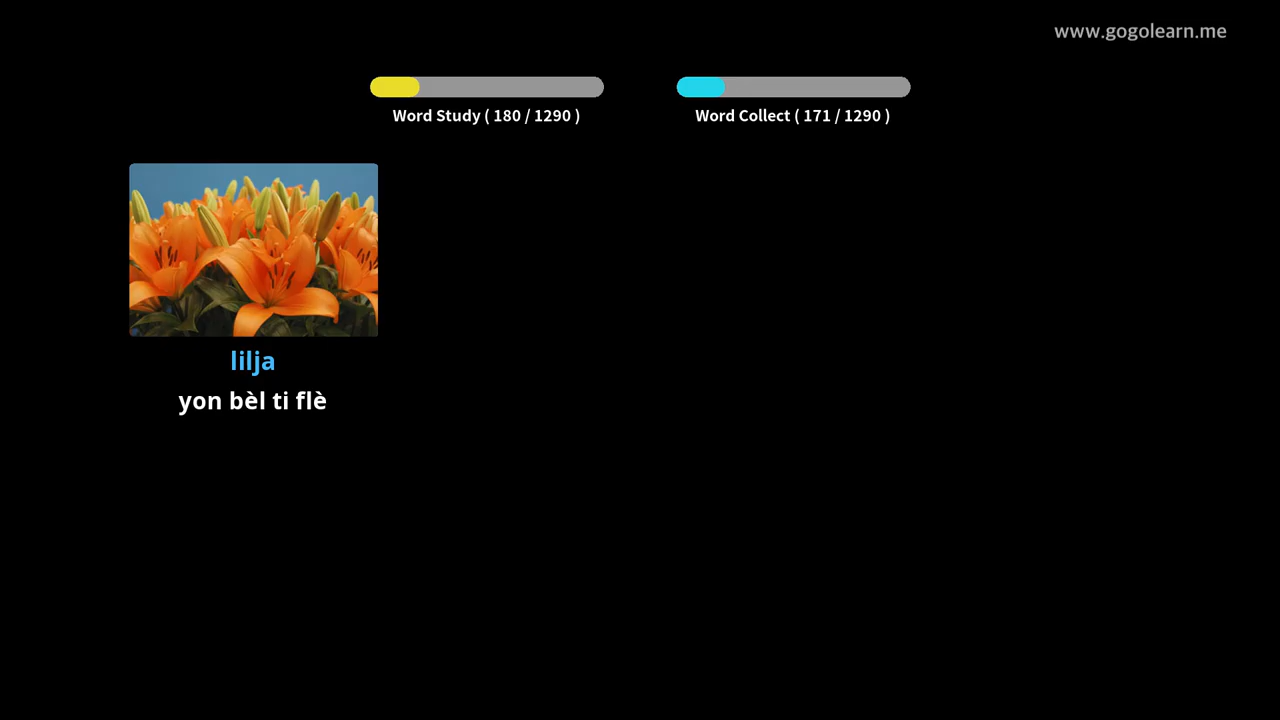 www.gogolearn.me
Word Study ( 180 / 1290 )
Word Collect ( 171 / 1290 )
lilja
yon bèl ti flè